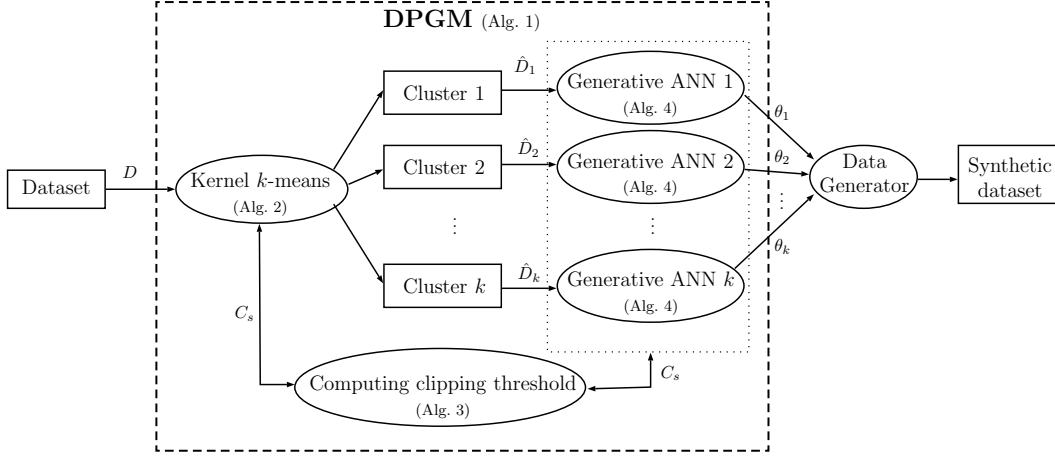 DPGM (Alg. 1)
Dataset
D
Kernel k-means
(Alg. 2)
Cluster 1
D̂₁
Generative ANN 1
(Alg. 4)
θ₁
Cluster 2
D̂₂
Generative ANN 2
(Alg. 4)
θ₂
⋮
⋮
⋮
Cluster k
D̂ₖ
Generative ANN k
(Alg. 4)
θₖ
Data
Generator
Synthetic
dataset
Cₛ
Computing clipping threshold
(Alg. 3)
Cₛ